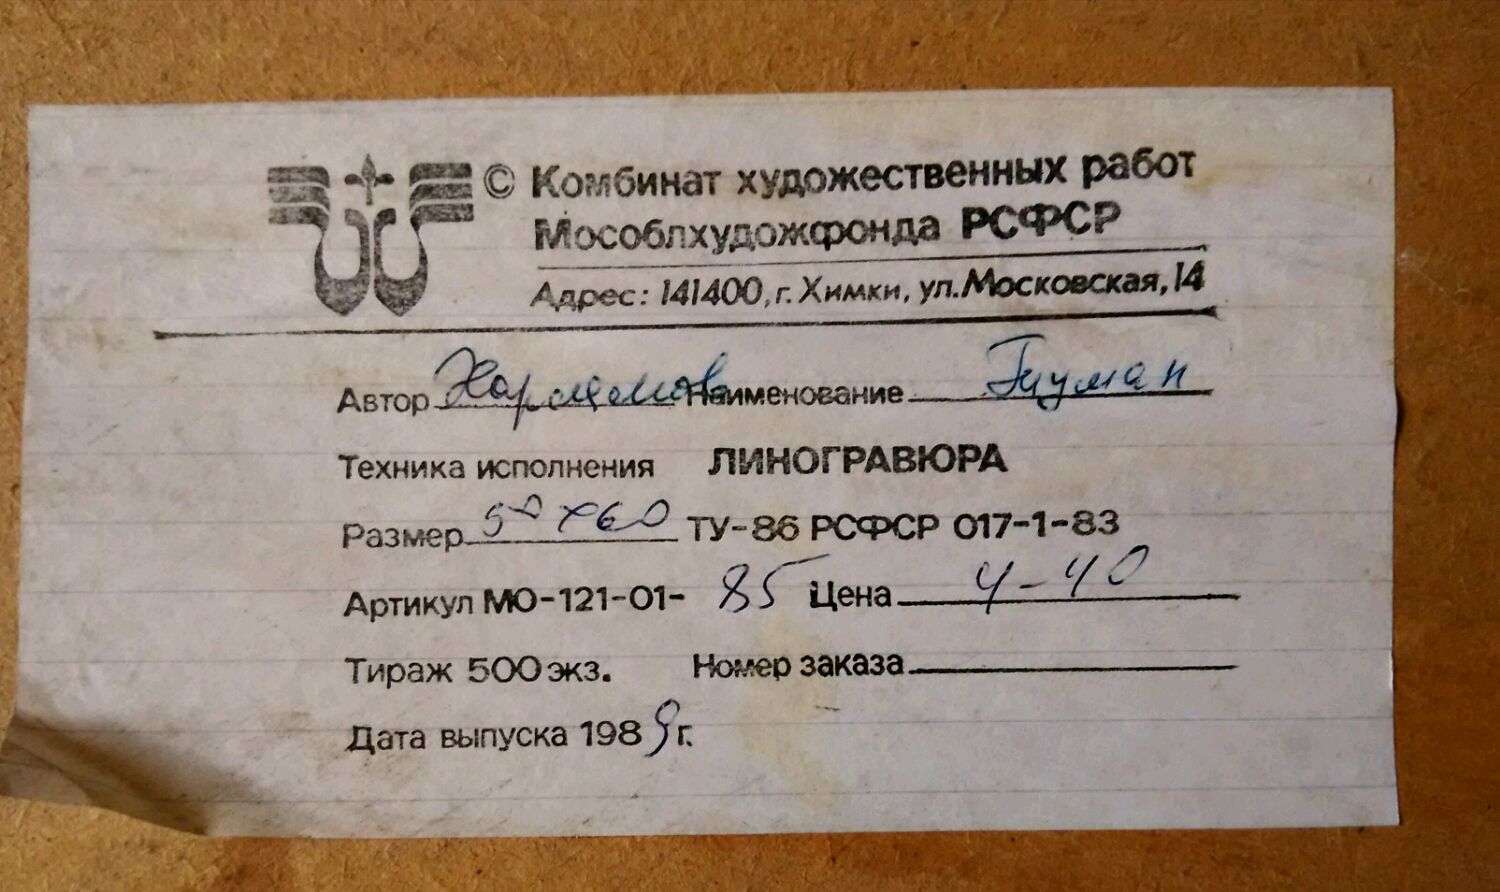 © Комбинат художественных работ
Мособлхудожфонда РСФСР
Адрес: 141400, г. Химки, ул. Московская, 14
Автор Наименование
Техника исполнения ЛИНОГРАВЮРА
Размер 50x60 ТУ-86 РСФСР 017-1-83
Артикул МО-121-01- 85 Цена 4-40
Тираж 500 экз. Номер заказа
Дата выпуска 1989 г.